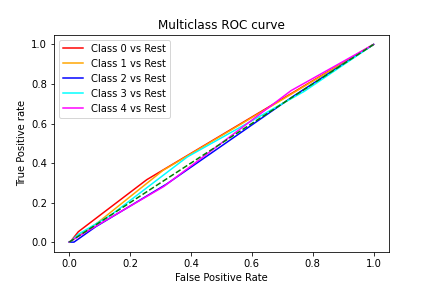 Multiclass ROC curve
1.0
0.8
0.6
0.4
0.2
0.0
True Positive rate
Class 0 vs Rest
Class 1 vs Rest
Class 2 vs Rest
Class 3 vs Rest
Class 4 vs Rest
0.0 0.2 0.4 0.6 0.8 1.0
False Positive Rate